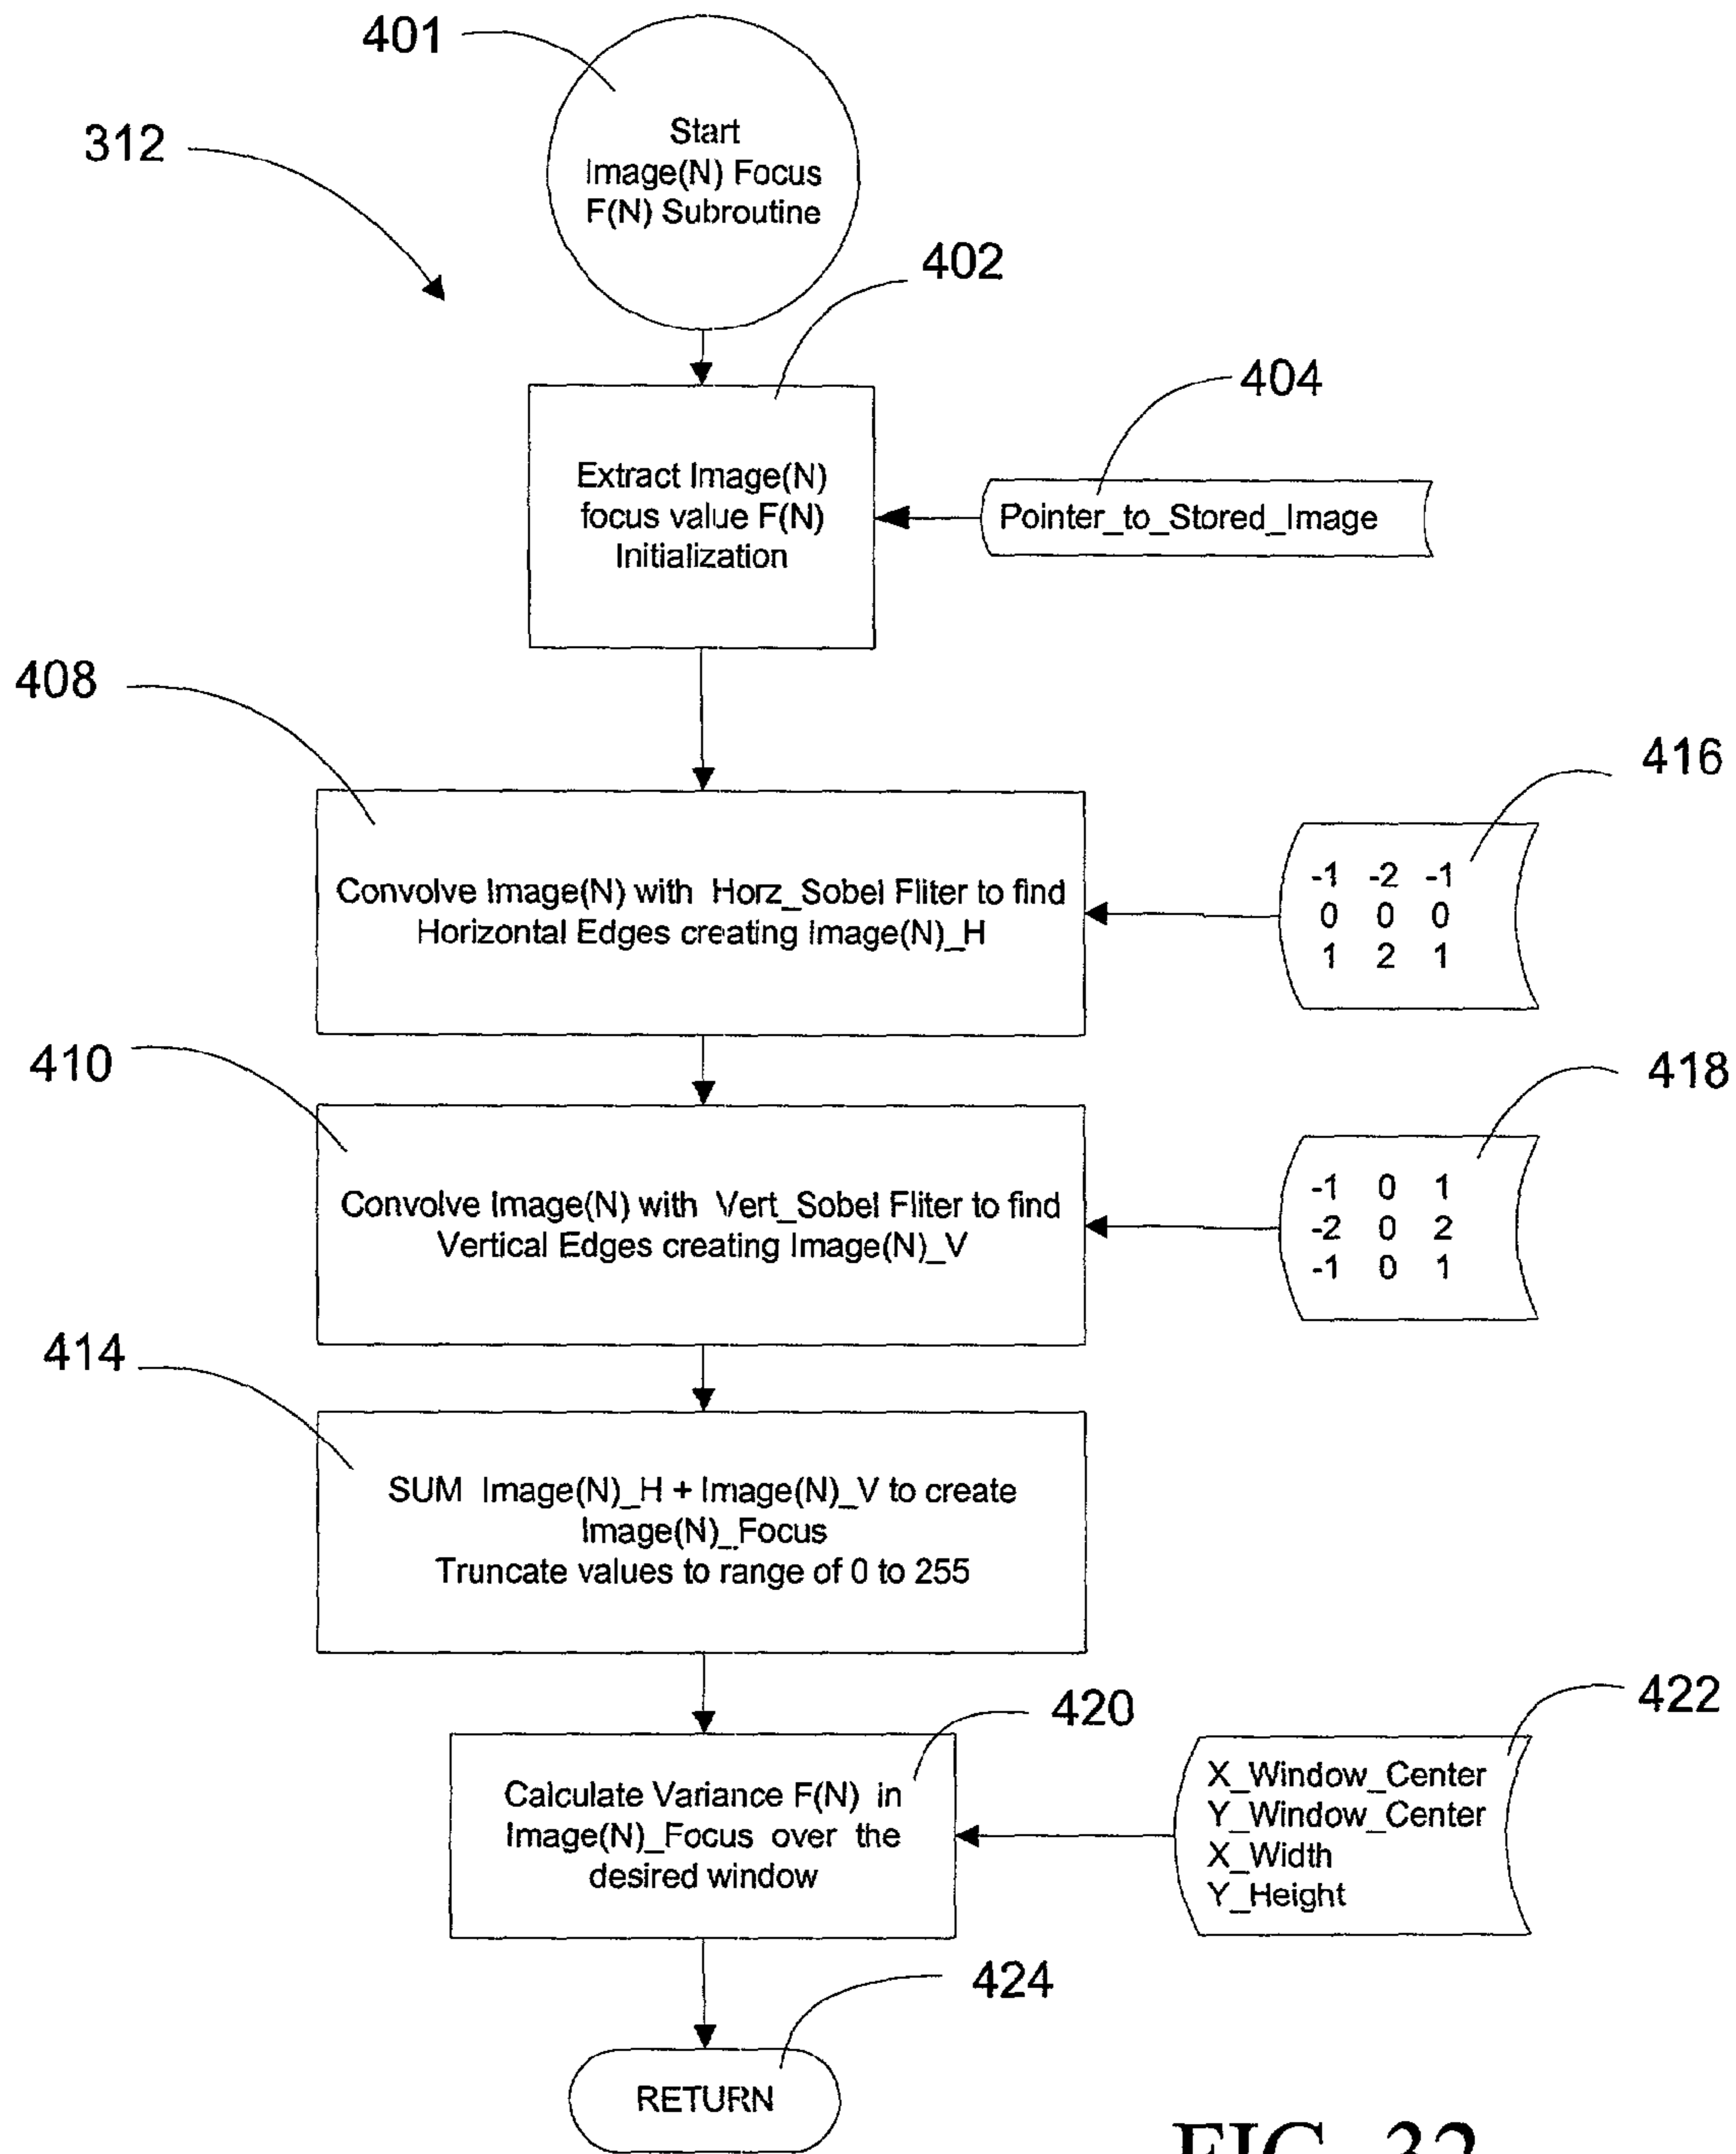 401
Start
Image(N) Focus
F(N) Subroutine
312
402
404
Extract Image(N)
focus value F(N)
Initialization
Pointer_to_Stored_Image
408
416
Convolve Image(N) with Horz_Sobel Fliter to find
Horizontal Edges creating Image(N)_H
-1 -2 -1
0 0 0
1 2 1
410
418
Convolve Image(N) with Vert_Sobel Fliter to find
Vertical Edges creating Image(N)_V
-1 0 1
-2 0 2
-1 0 1
414
SUM Image(N)_H + Image(N)_V to create
Image(N)_Focus
Truncate values to range of 0 to 255
420
422
Calculate Variance F(N) in
Image(N)_Focus over the
desired window
X_Window_Center
Y_Window_Center
X_Width
Y_Height
424
RETURN
FIG. 32